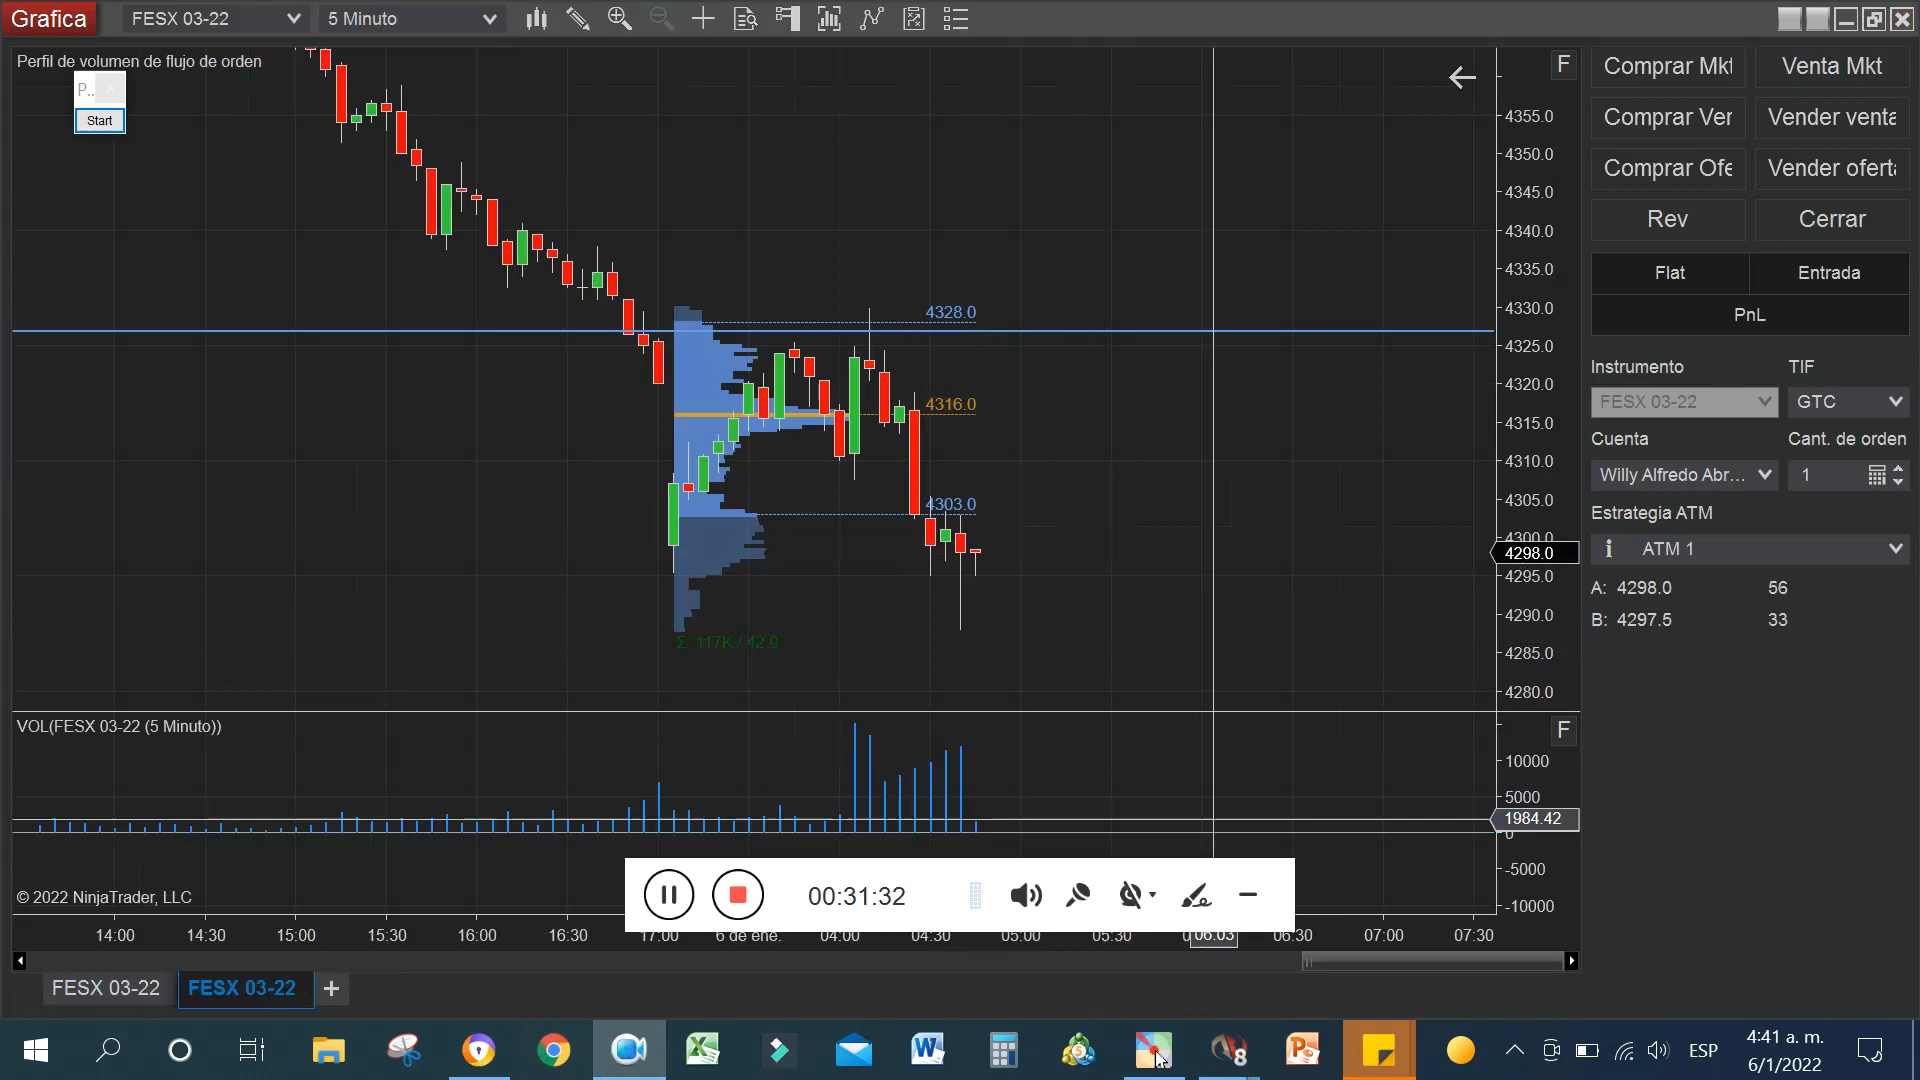 Grafica FESX 03-22 5 Minuto
Perfil de volumen de flujo de orden
P..
Start
F
4355.0
4350.0
4345.0
4340.0
4335.0
4330.0
4325.0
4320.0
4315.0
4310.0
4305.0
4300.0
4298.0
4295.0
4290.0
4285.0
4280.0
4328.0
4316.0
4303.0
Σ 117K / 42.0
VOL(FESX 03-22 (5 Minuto))
F
10000
5000
1984.42
0
-5000
-10000
© 2022 NinjaTrader, LLC
00:31:32
14:00 14:30 15:00 15:30 16:00 16:30 17:00 6 de ene. 04:00 04:30 05:00 05:30 06:03 06:30 07:00 07:30
FESX 03-22 FESX 03-22 +
Comprar Mkt Venta Mkt
Comprar Ver Vender venta
Comprar Ofe Vender oferta
Rev Cerrar
Flat Entrada
PnL
Instrumento TIF
FESX 03-22 GTC
Cuenta Cant. de orden
Willy Alfredo Abr... 1
Estrategia ATM
ATM 1
A: 4298.0 56
B: 4297.5 33
ESP
4:41 a. m.
6/1/2022